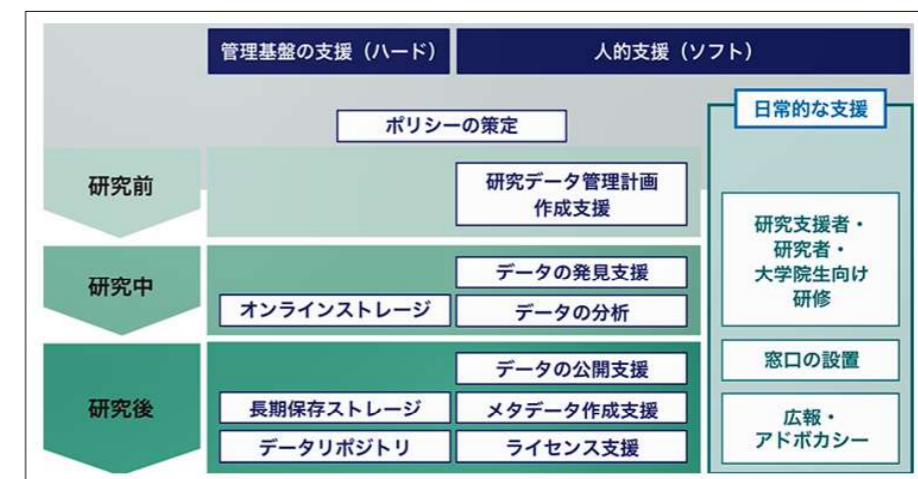 管理基盤の支援（ハード）
人的支援（ソフト）
日常的な支援
ポリシーの策定
研究前
研究データ管理計画
作成支援
研究中
データの発見支援
オンラインストレージ
データの分析
研究後
データの公開支援
長期保存ストレージ
メタデータ作成支援
データリポジトリ
ライセンス支援
研究支援者・
研究者・
大学院生向け
研修
窓口の設置
広報・
アドボカシー